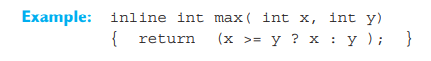 Example: inline int max( int x, int y)
{ return (x >= y ? x : y ); }